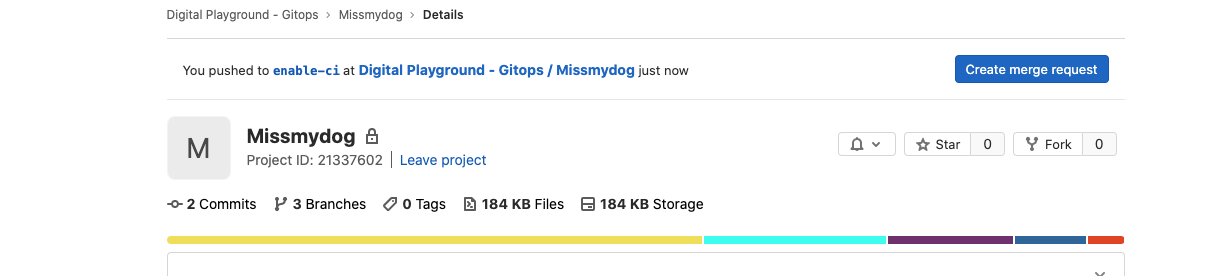 Digital Playground - Gitops › Missmydog › Details
You pushed to enable-ci at Digital Playground - Gitops / Missmydog just now
Create merge request
M
Missmydog
Project ID: 21337602 | Leave project
Star 0
Fork 0
2 Commits 3 Branches 0 Tags 184 KB Files 184 KB Storage